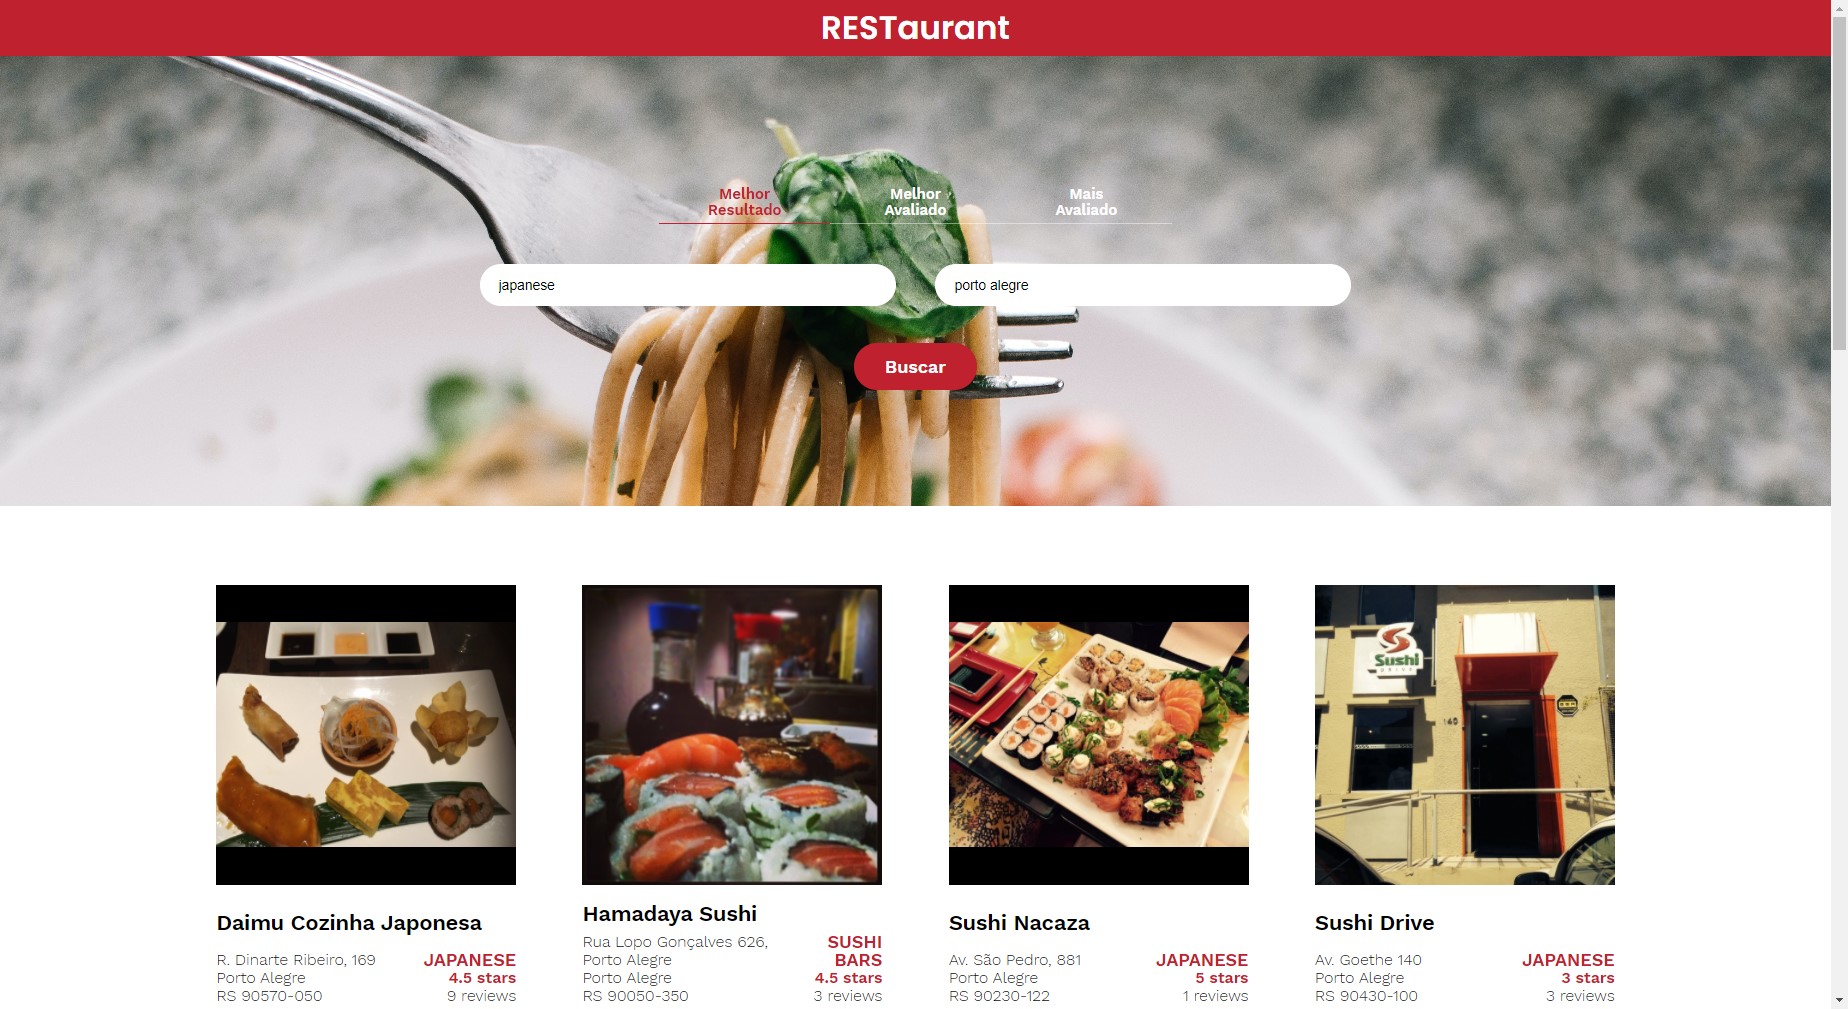 RESTaurant
Melhor
Resultado
Melhor
Avaliado
Mais
Avaliado
japanese
porto alegre
Buscar
Sushi
DRIVE
140
Daimu Cozinha Japonesa
R. Dinarte Ribeiro, 169
Porto Alegre
RS 90570-050
JAPANESE
4.5 stars
9 reviews
Hamadaya Sushi
Rua Lopo Gonçalves 626,
Porto Alegre
Porto Alegre
RS 90050-350
SUSHI
BARS
4.5 stars
3 reviews
Sushi Nacaza
Av. São Pedro, 881
Porto Alegre
RS 90230-122
JAPANESE
5 stars
1 reviews
Sushi Drive
Av. Goethe 140
Porto Alegre
RS 90430-100
JAPANESE
3 stars
3 reviews